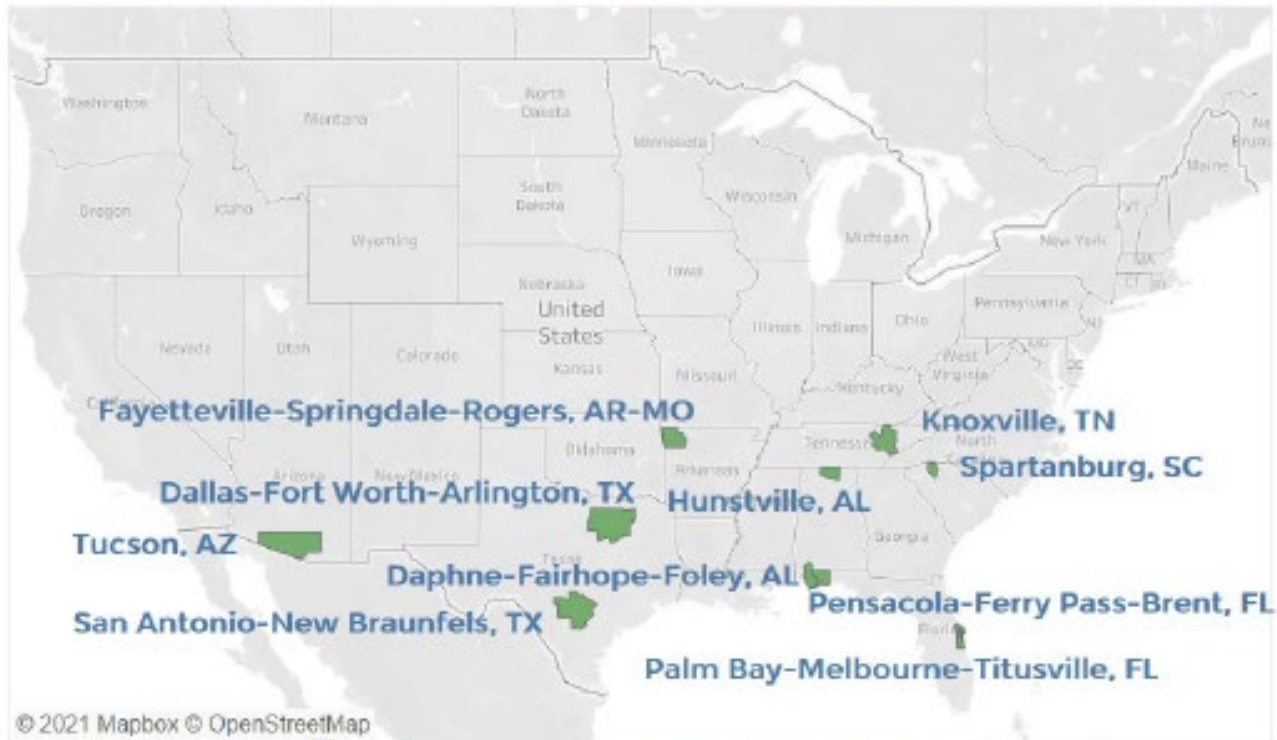 Washington
Montana
North
Dakota
Minnesota
Maine
Oregon
Idaho
South
Dakota
Wisconsin
VT
Wyoming
Michigan
New York
MA
CT
Iowa
Nebraska
Pennsylvania
United
States
Nevada
Utah
Colorado
Illinois
Indiana
Ohio
Kansas
West
Virginia
Missouri
Kentucky
Fayetteville-Springdale-Rogers, AR-MO
Knoxville, TN
Oklahoma
Tennesse
North
Arkansas
Spartanburg, SC
Arizona
New Mexico
Dallas-Fort Worth-Arlington, TX
Hunstville, AL
Georgia
Tucson, AZ
Daphne-Fairhope-Foley, AL
Pensacola-Ferry Pass-Brent, FL
San Antonio-New Braunfels, TX
Palm Bay-Melbourne-Titusville, FL
© 2021 Mapbox © OpenStreetMap